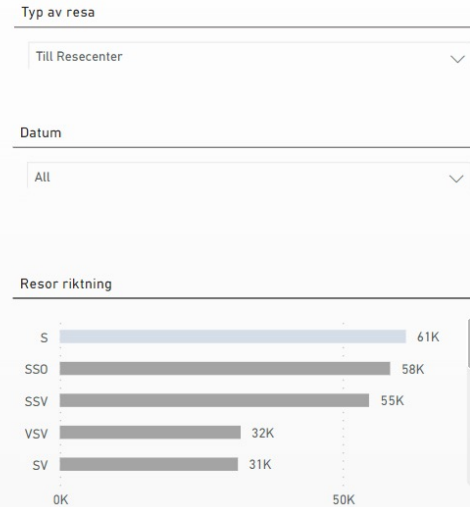 Typ av resa
Till Resecenter
Datum
All
Resor riktning
S 61K
SSO 58K
SSV 55K
VSV 32K
SV 31K
0K 50K